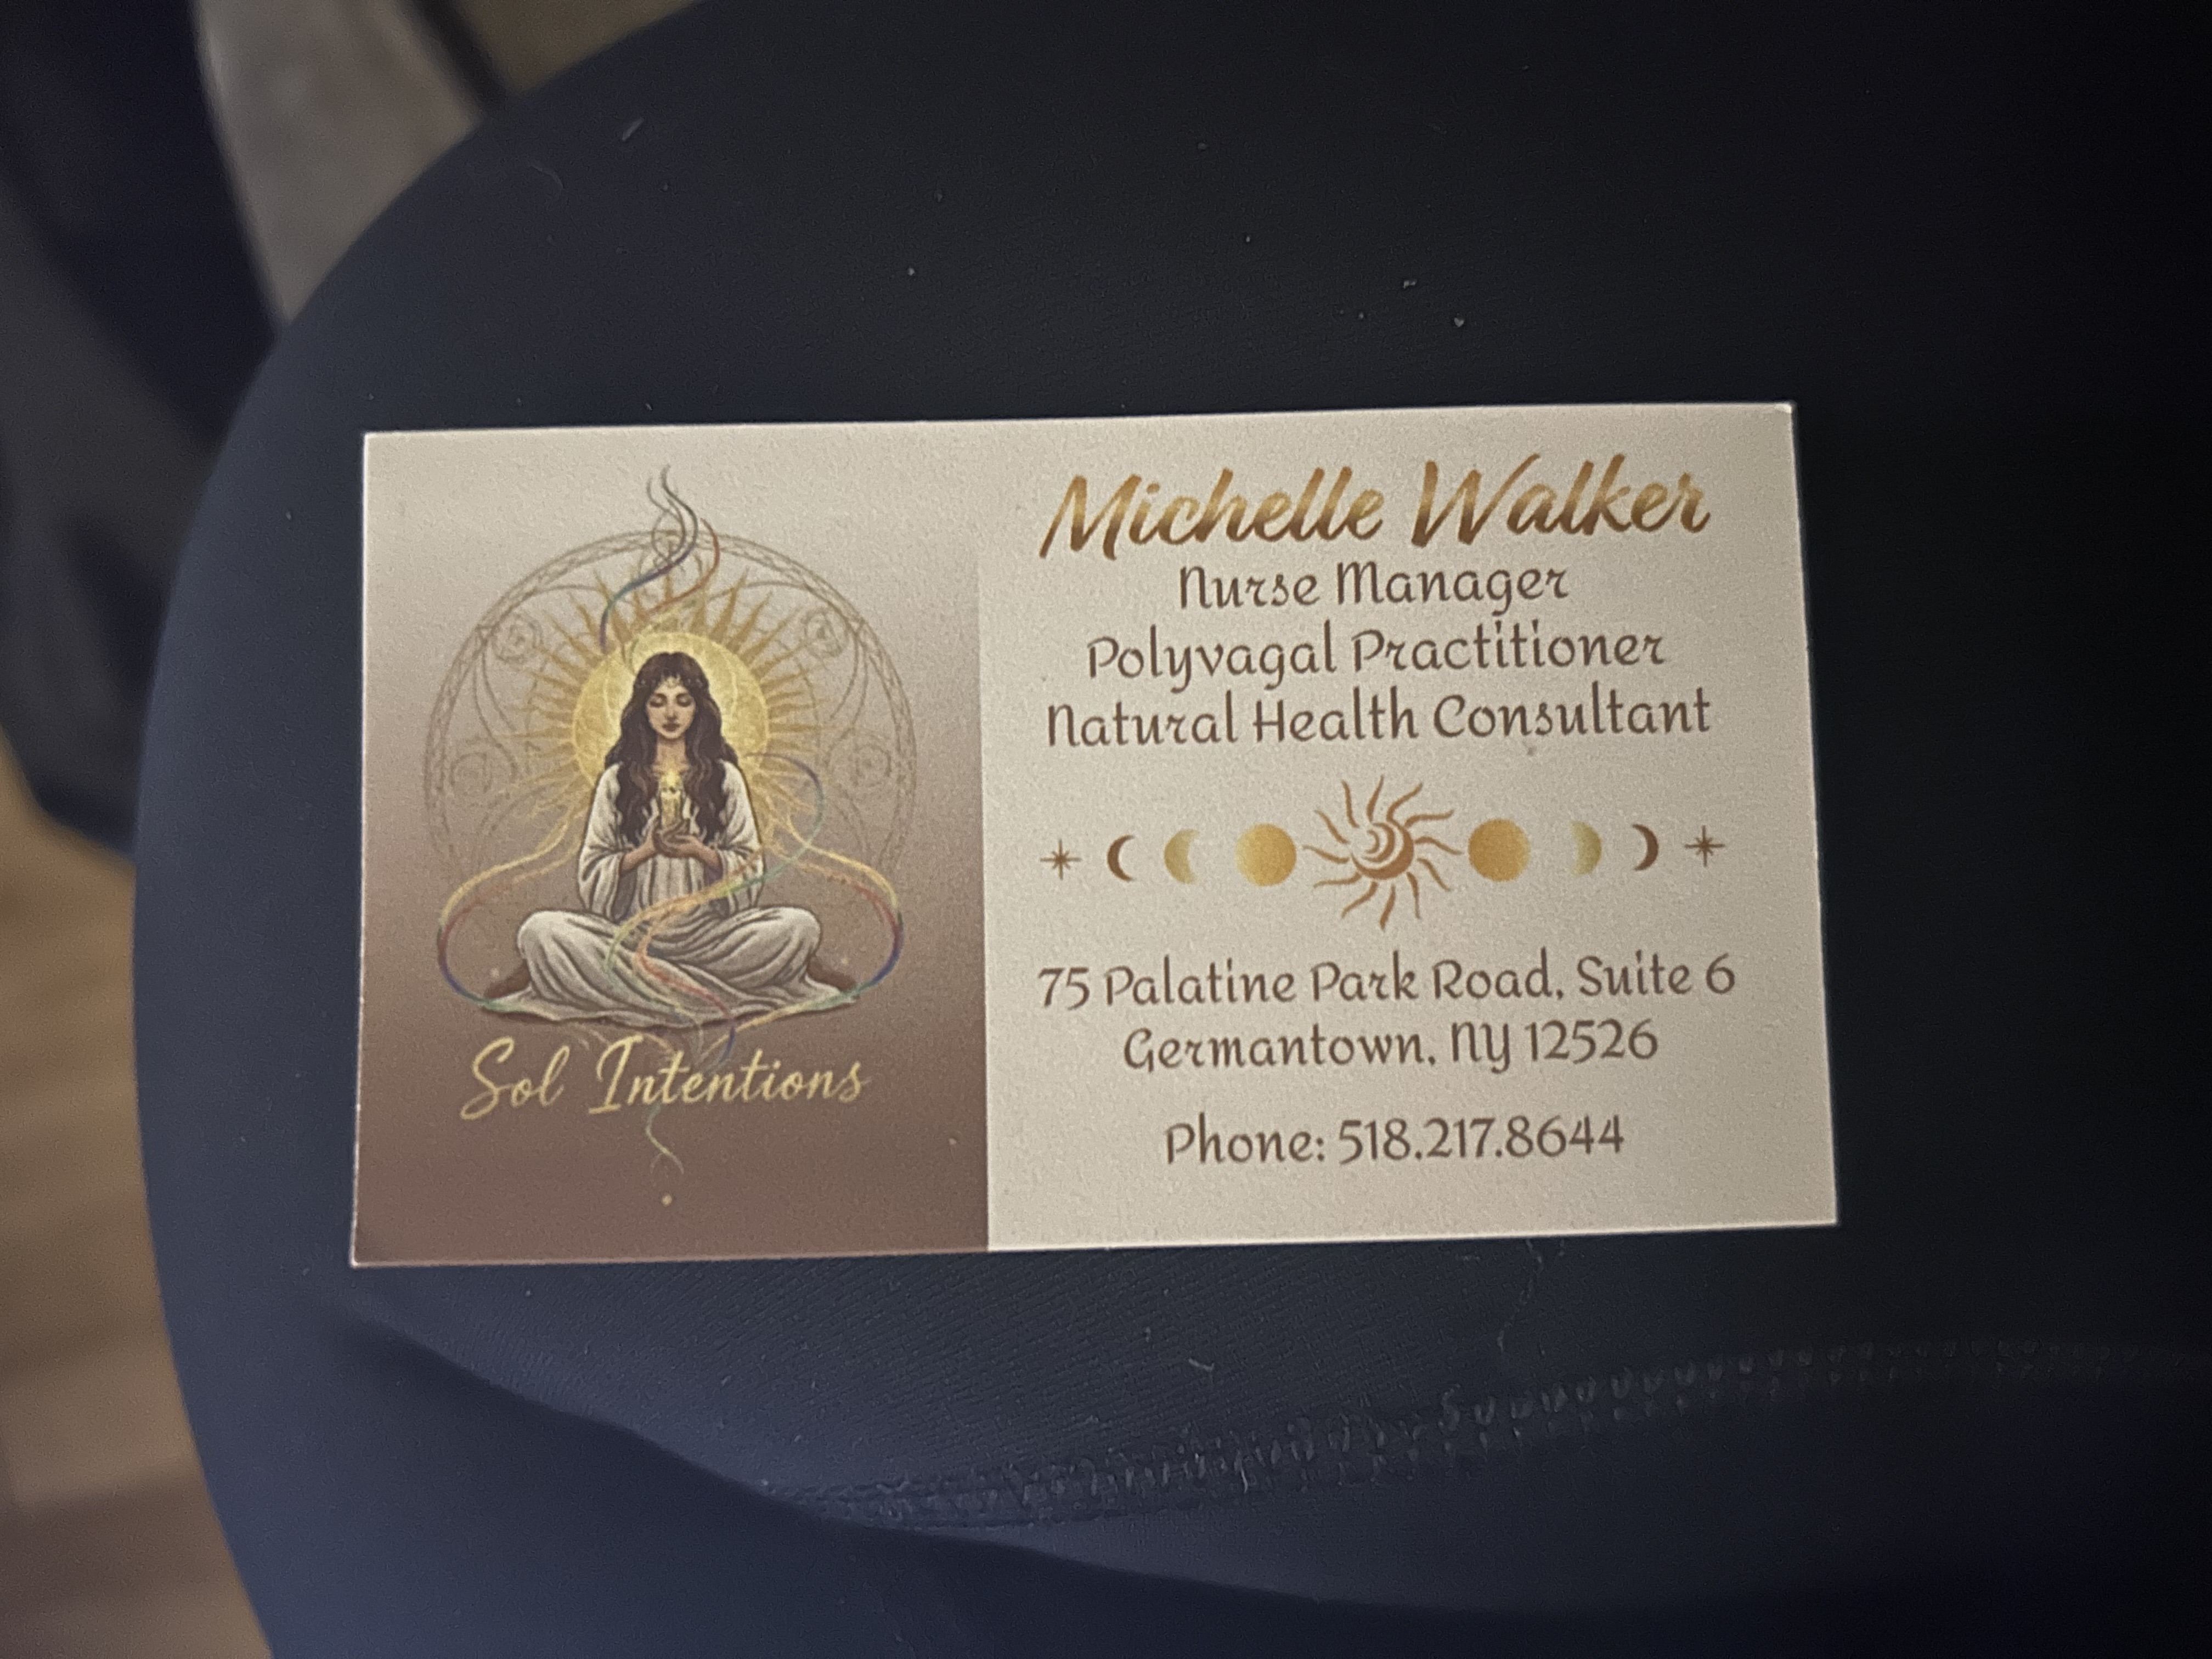 Michelle Walker
Nurse Manager
Polyvagal Practitioner
Natural Health Consultant
75 Palatine Park Road, Suite 6
Germantown, NY 12526
Phone: 518.217.8644
Sol Intentions